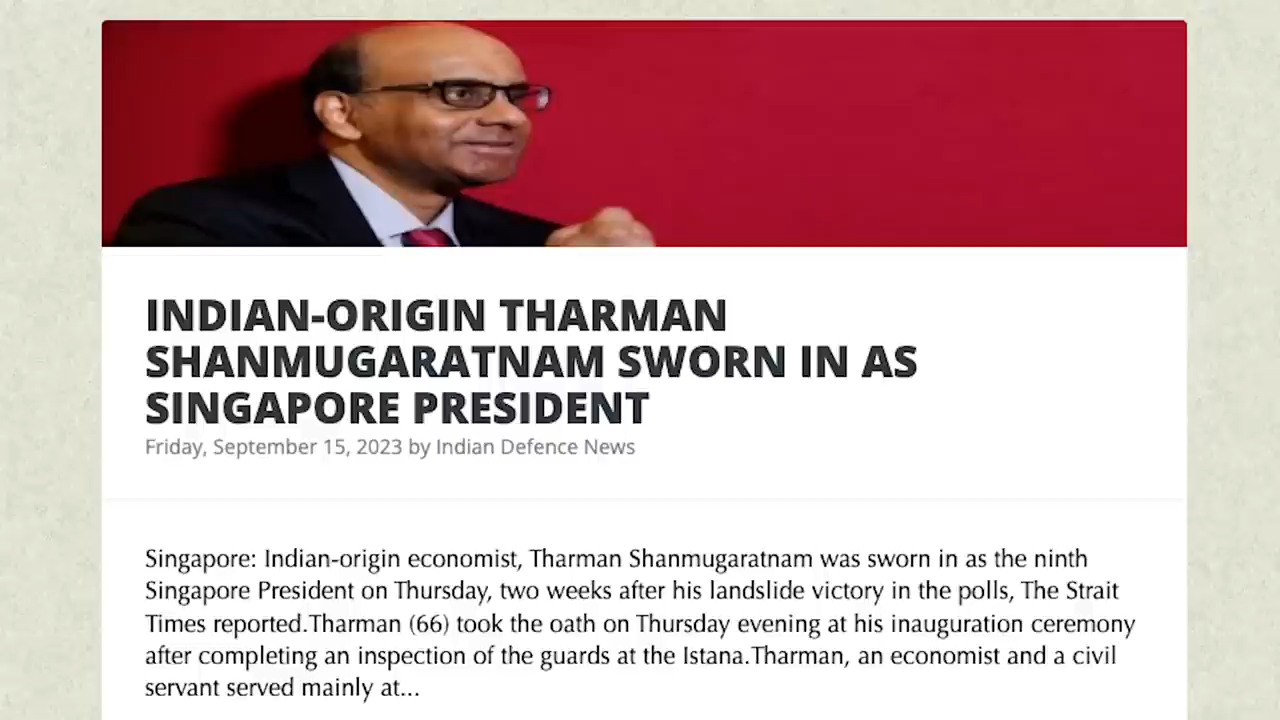 INDIAN-ORIGIN THARMAN
SHANMUGARATNAM SWORN IN AS
SINGAPORE PRESIDENT
Friday, September 15, 2023 by Indian Defence News
Singapore: Indian-origin economist, Tharman Shanmugaratnam was sworn in as the ninth
Singapore President on Thursday, two weeks after his landslide victory in the polls, The Strait
Times reported.Tharman (66) took the oath on Thursday evening at his inauguration ceremony
after completing an inspection of the guards at the Istana.Tharman, an economist and a civil
servant served mainly at...